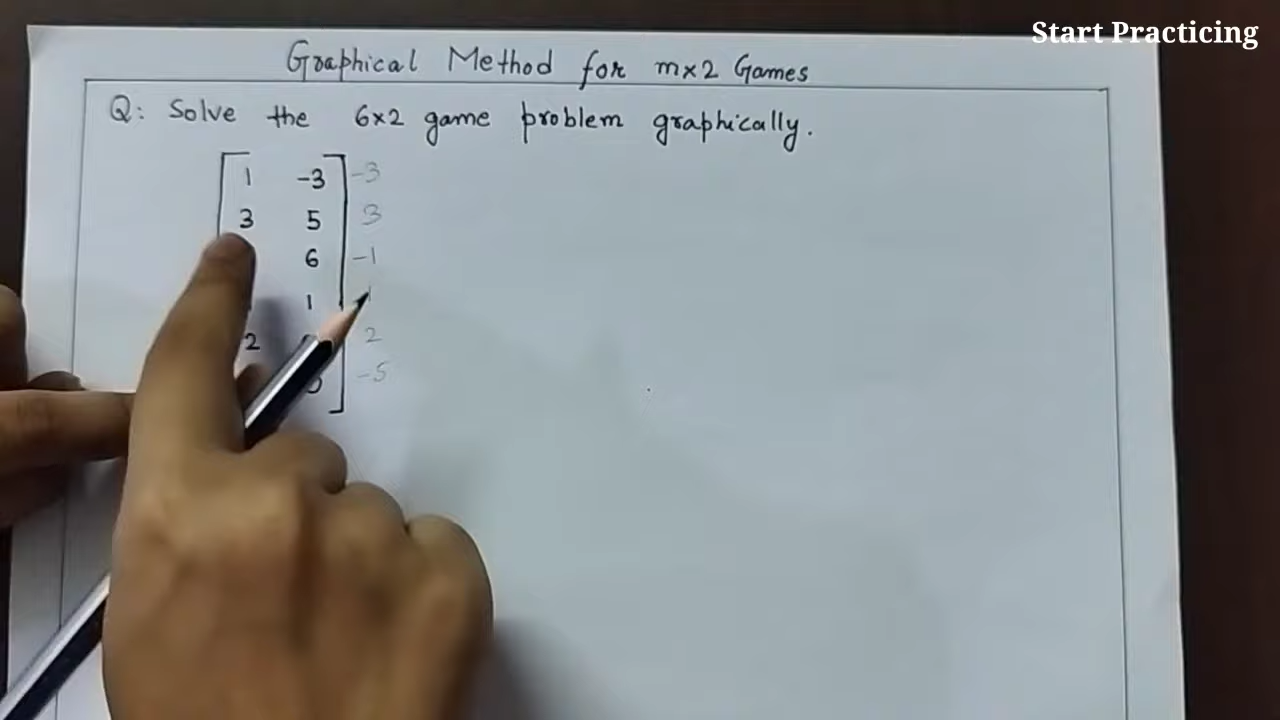 Start Practicing
Graphical Method for m×2 Games
Q: Solve the 6×2 game problem graphically.
1 -3 -3
3 5 3
6 -1
1
2 2
-5